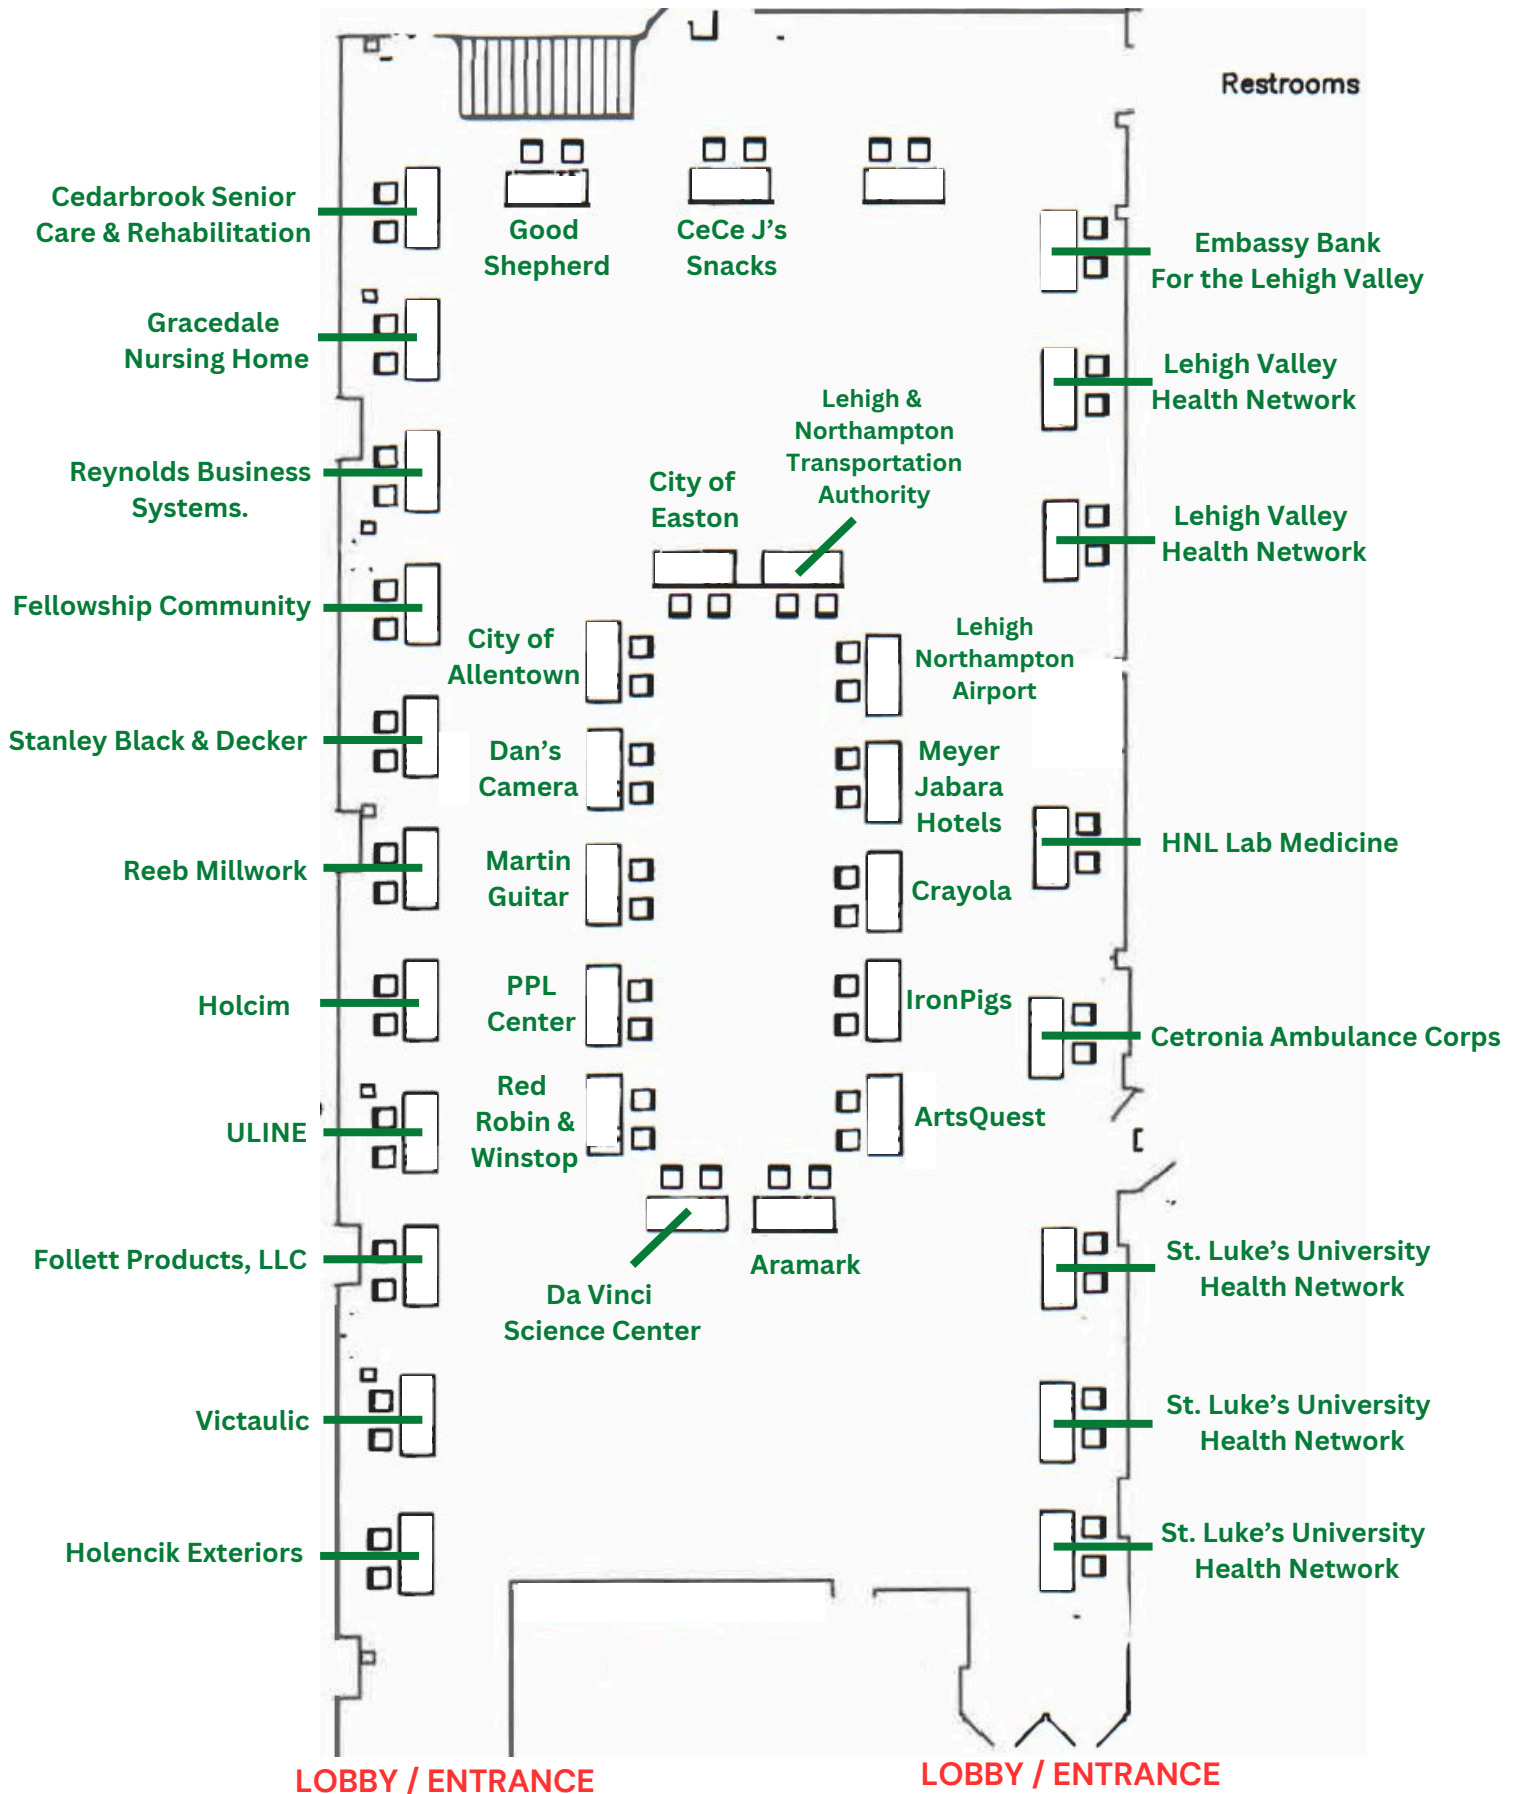 Restrooms
Cedarbrook Senior
Care & Rehabilitation
Good
Shepherd
CeCe J's
Snacks
Embassy Bank
For the Lehigh Valley
Gracedale
Nursing Home
Lehigh Valley
Health Network
Lehigh &
Northampton
Transportation
Authority
Reynolds Business
Systems.
City of
Easton
Lehigh Valley
Health Network
Fellowship Community
City of
Allentown
Lehigh
Northampton
Airport
Stanley Black & Decker
Dan's
Camera
Meyer
Jabara
Hotels
HNL Lab Medicine
Reeb Millwork
Martin
Guitar
Crayola
Holcim
PPL
Center
IronPigs
Cetronia Ambulance Corps
ULINE
Red
Robin &
Winstop
ArtsQuest
Follett Products, LLC
Da Vinci
Science Center
Aramark
St. Luke's University
Health Network
Victaulic
St. Luke's University
Health Network
Holencik Exteriors
St. Luke's University
Health Network
LOBBY / ENTRANCE
LOBBY / ENTRANCE